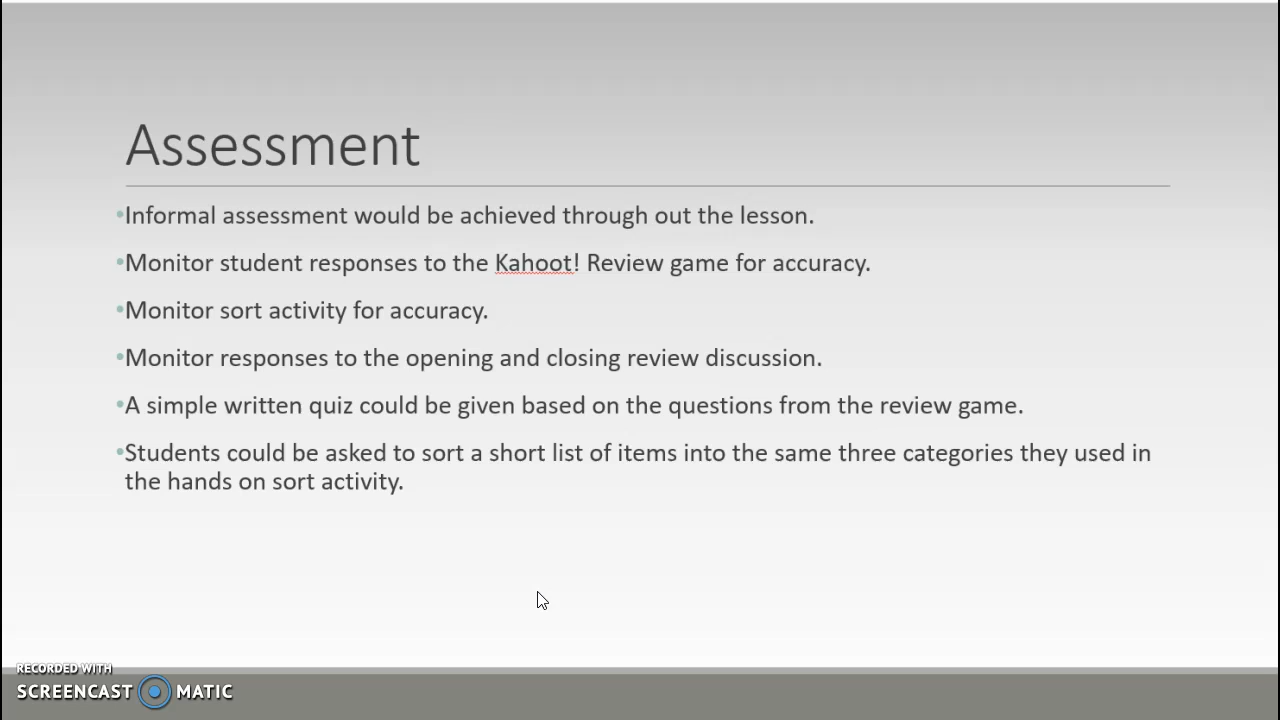 Assessment
•Informal assessment would be achieved through out the lesson.
•Monitor student responses to the Kahoot! Review game for accuracy.
•Monitor sort activity for accuracy.
•Monitor responses to the opening and closing review discussion.
•A simple written quiz could be given based on the questions from the review game.
•Students could be asked to sort a short list of items into the same three categories they used in
the hands on sort activity.
RECORDED WITH
SCREENCAST MATIC